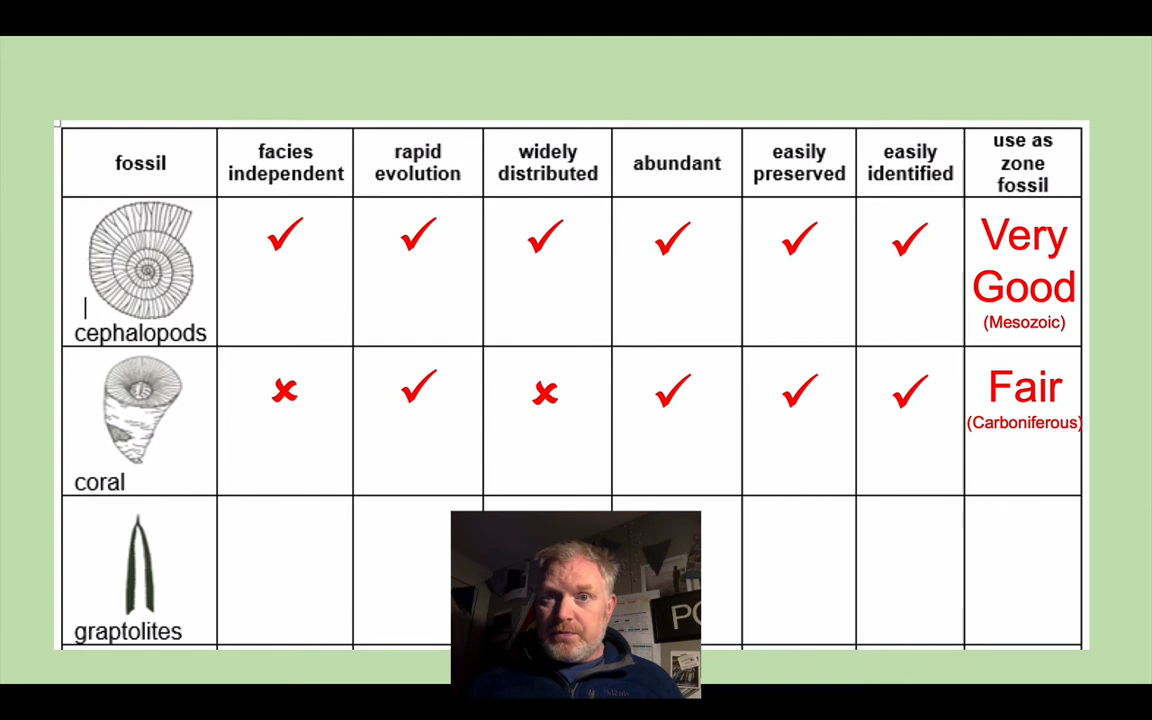 fossil
facies
independent
rapid
evolution
widely
distributed
abundant
easily
preserved
easily
identified
use as
zone
fossil
cephalopods
✓ ✓ ✓ ✓ ✓ ✓
Very
Good
(Mesozoic)
coral
✘ ✓ ✘ ✓ ✓ ✓
Fair
(Carboniferous)
graptolites
PO